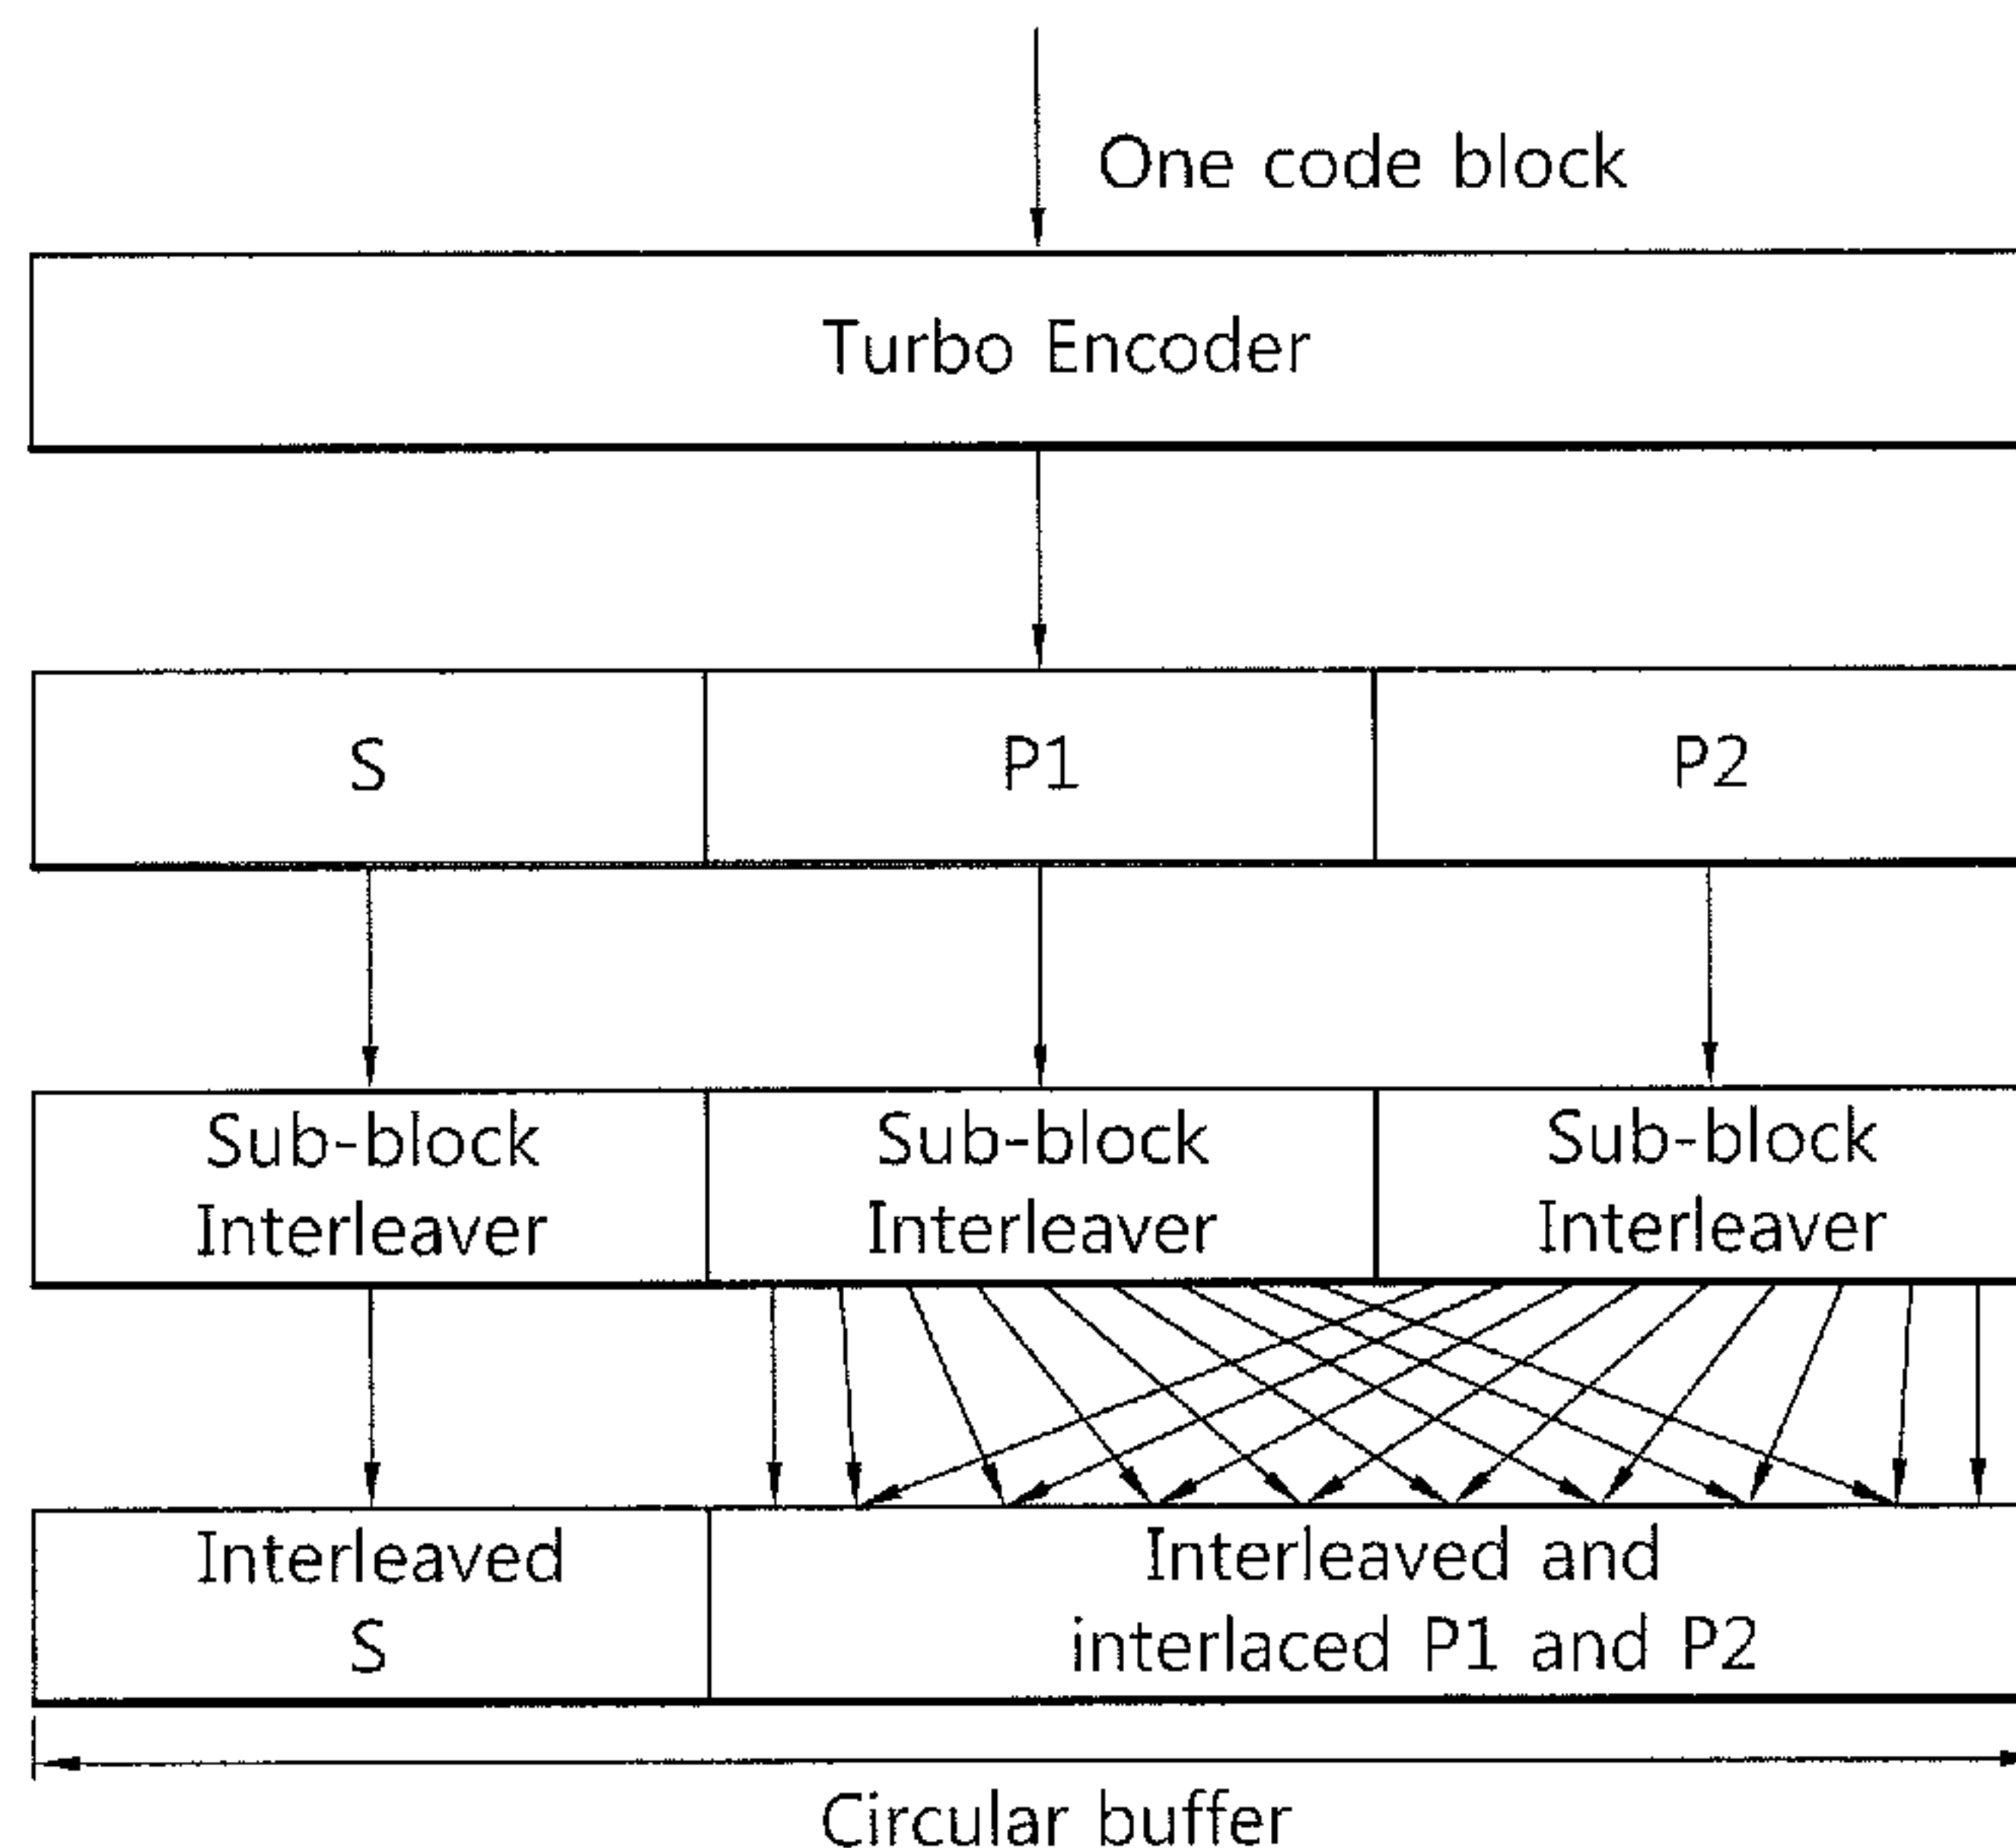 One code block
Turbo Encoder
S P1 P2
Sub-block Sub-block Sub-block
Interleaver Interleaver Interleaver
Interleaved Interleaved and
S interlaced P1 and P2
Circular buffer